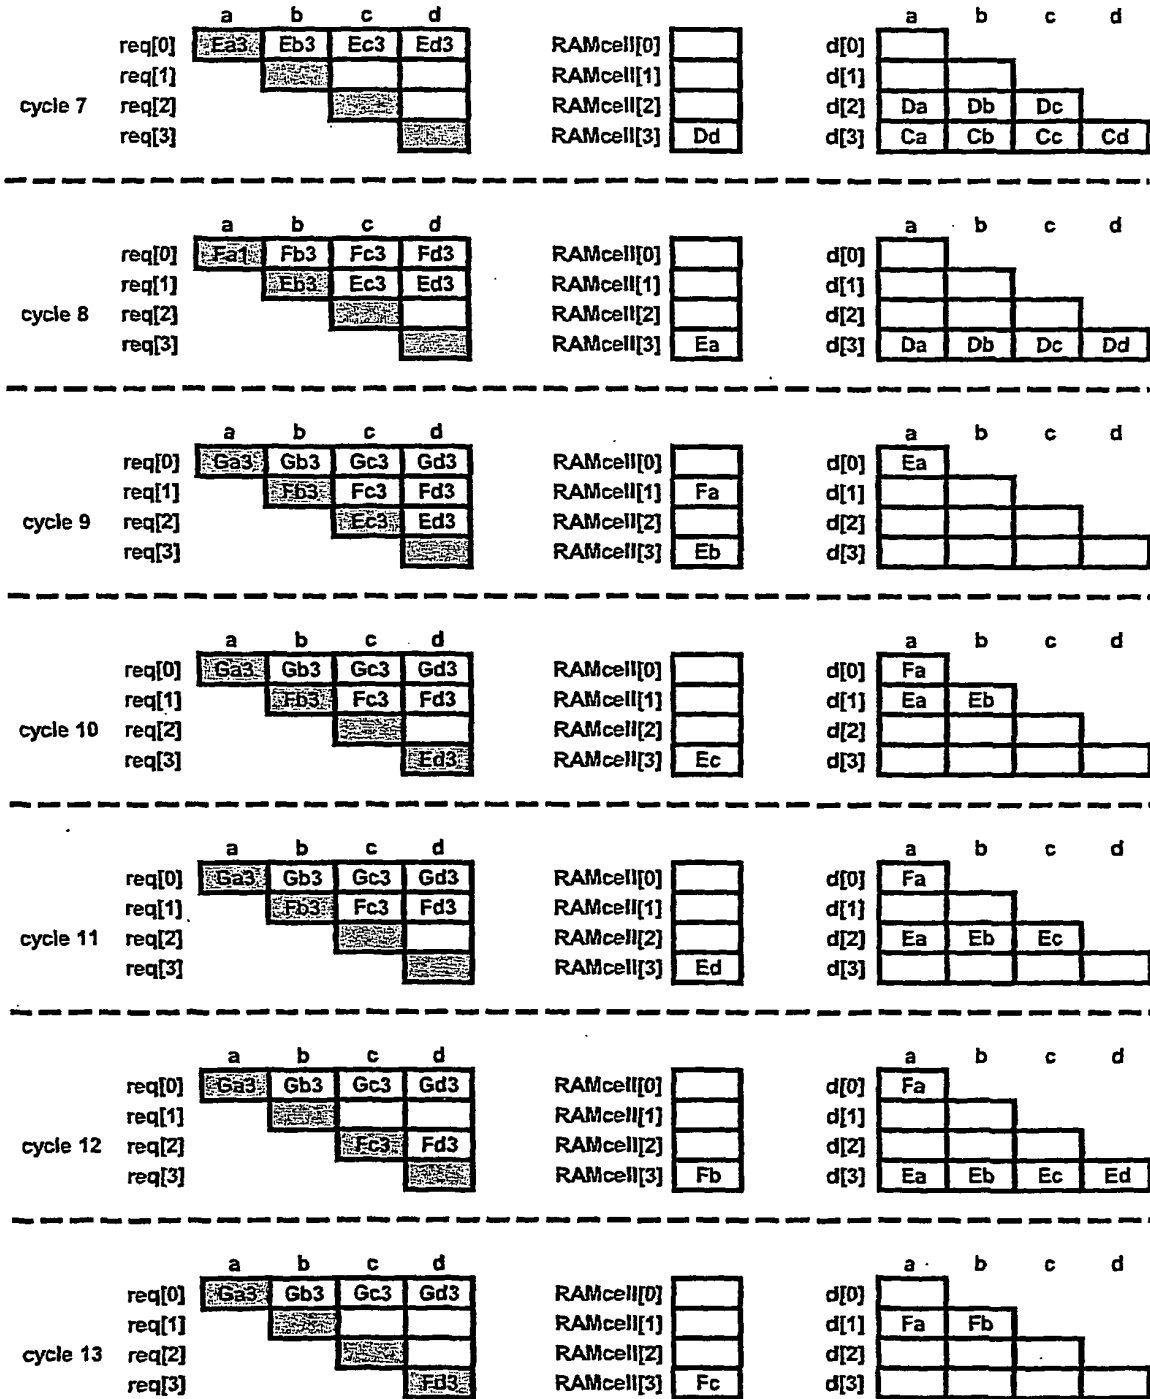 a b c d a b c d
req[0] Ea3 Eb3 Ec3 Ed3 RAMcell[0] d[0]
req[1] RAMcell[1] d[1]
cycle 7 req[2] RAMcell[2] d[2] Da Db Dc
req[3] RAMcell[3] Dd d[3] Ca Cb Cc Cd
a b c d a b c d
req[0] Fa1 Fb3 Fc3 Fd3 RAMcell[0] d[0]
req[1] Eb3 Ec3 Ed3 RAMcell[1] d[1]
cycle 8 req[2] RAMcell[2] d[2]
req[3] RAMcell[3] Ea d[3] Da Db Dc Dd
a b c d a b c d
req[0] Ga3 Gb3 Gc3 Gd3 RAMcell[0] d[0] Ea
req[1] Fb3 Fc3 Fd3 RAMcell[1] Fa d[1]
cycle 9 req[2] Ec3 Ed3 RAMcell[2] d[2]
req[3] RAMcell[3] Eb d[3]
a b c d a b c d
req[0] Ga3 Gb3 Gc3 Gd3 RAMcell[0] d[0] Fa
req[1] Fb3 Fc3 Fd3 RAMcell[1] d[1] Ea Eb
cycle 10 req[2] RAMcell[2] d[2]
req[3] Ed3 RAMcell[3] Ec d[3]
a b c d a b c d
req[0] Ga3 Gb3 Gc3 Gd3 RAMcell[0] d[0] Fa
req[1] Fb3 Fc3 Fd3 RAMcell[1] d[1]
cycle 11 req[2] RAMcell[2] d[2] Ea Eb Ec
req[3] RAMcell[3] Ed d[3]
a b c d a b c d
req[0] Ga3 Gb3 Gc3 Gd3 RAMcell[0] d[0] Fa
req[1] RAMcell[1] d[1]
cycle 12 req[2] Fc3 Fd3 RAMcell[2] d[2]
req[3] RAMcell[3] Fb d[3] Ea Eb Ec Ed
a b c d a b c d
req[0] Ga3 Gb3 Gc3 Gd3 RAMcell[0] d[0]
req[1] RAMcell[1] d[1] Fa Fb
cycle 13 req[2] RAMcell[2] d[2]
req[3] Fd3 RAMcell[3] Fc d[3]